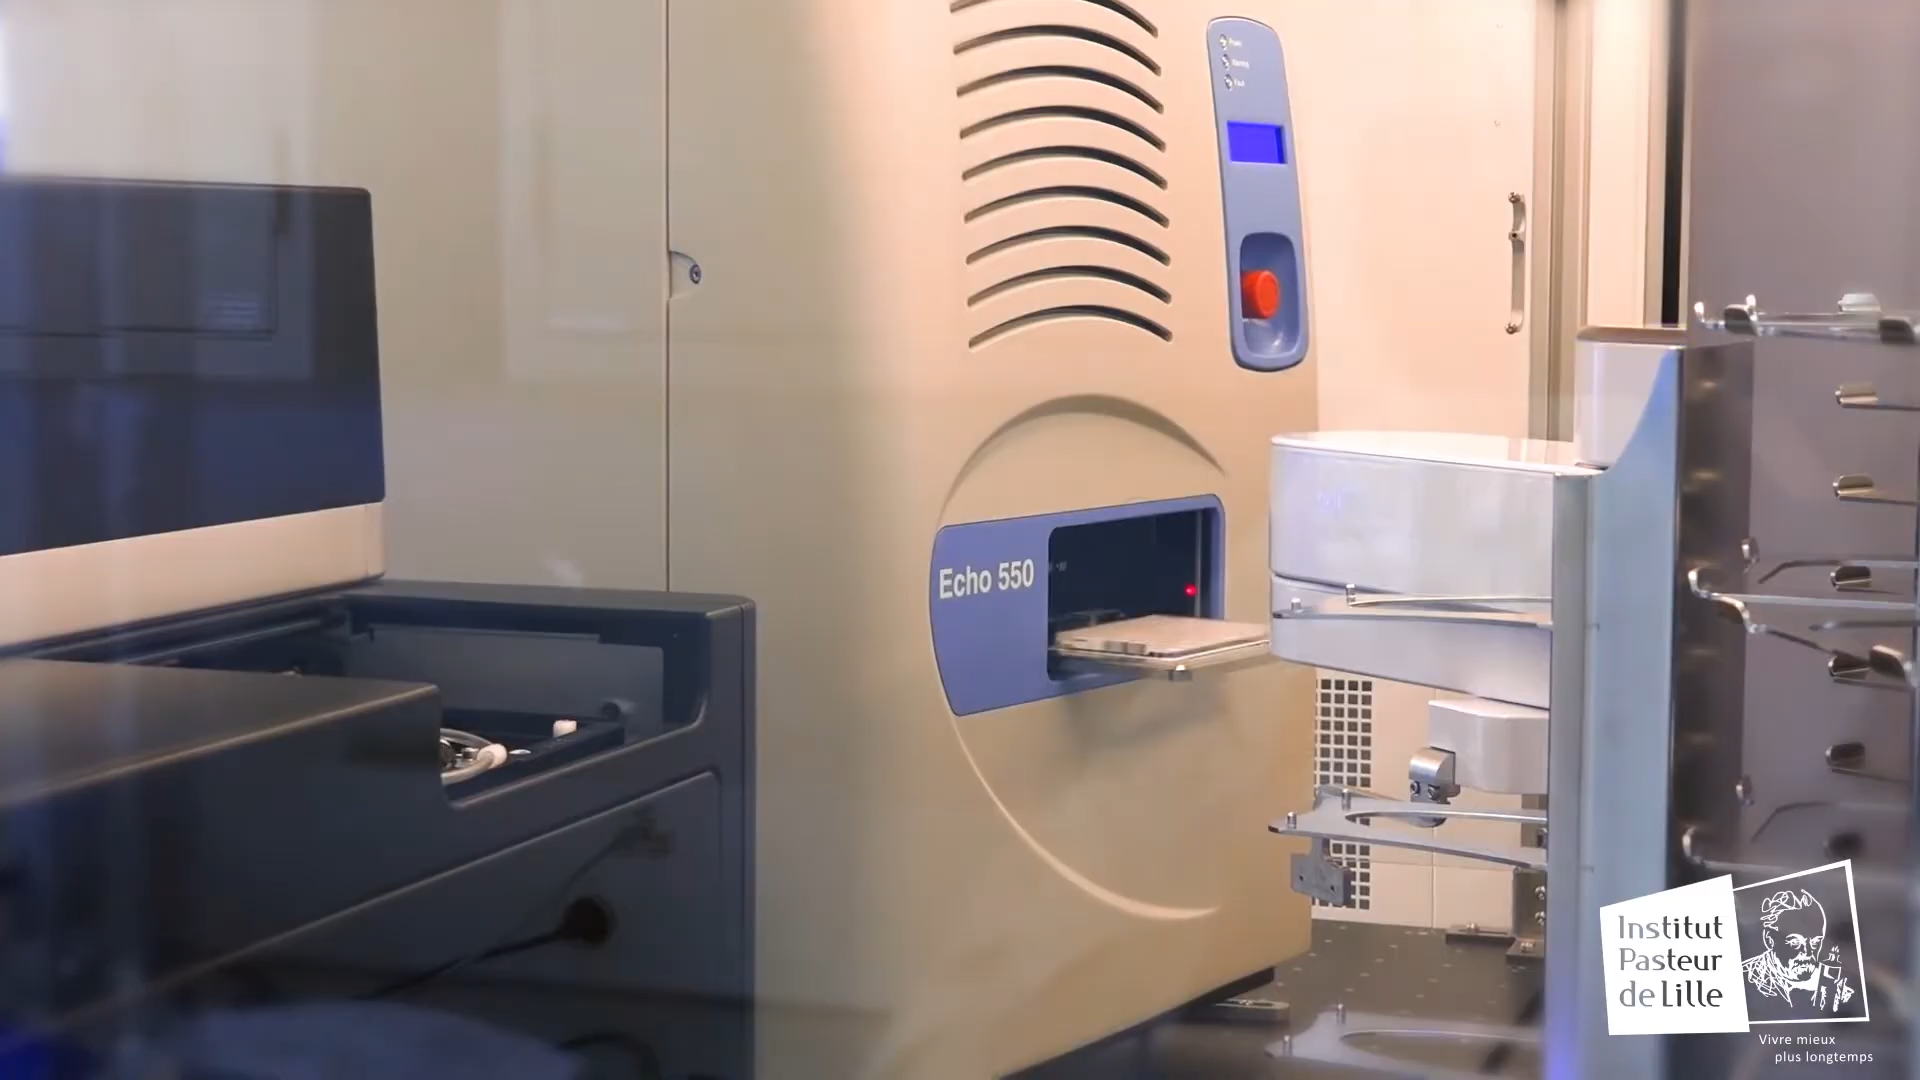 Echo 550
Institut
Pasteur
de Lille
Vivre mieux
plus longtemps